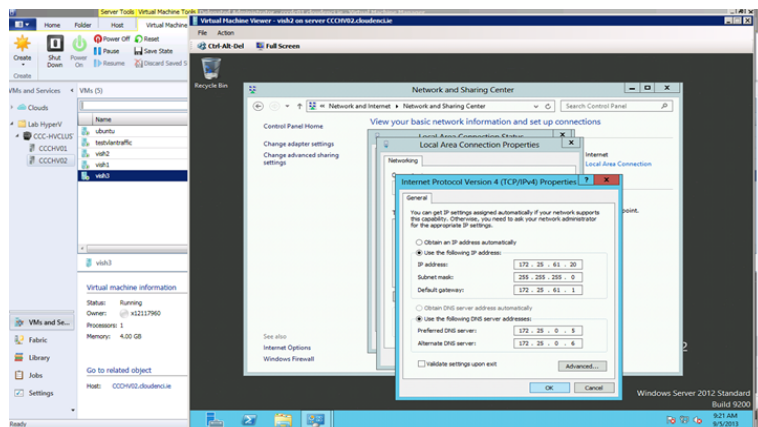 Server Tools Virtual Machine Tools
Home Folder Host Virtual Machine
Create
Shut Down
Power On
Power Off
Pause
Resume
Reset
Save State
Discard Saved S
Create
VMs and Services
Clouds
Lab HyperV
CCC-HVCLUS
CCCHV01
CCCHV02
VMs and Se...
Fabric
Library
Jobs
Settings
Ready
VMs (5)
Name
ubuntu
testvlantraffic
vish2
vish1
vish3
vish3
Virtual machine information
Status: Running
Owner: x12117960
Processors: 1
Memory: 4.00 GB
Go to related object
Host: CCCHV02.cloudenci.ie
Virtual Machine Viewer - vish2 on server CCCHV02.cloudenci.ie
File Action
Ctrl-Alt-Del Full Screen
Recycle Bin
Network and Sharing Center
Network and Internet Network and Sharing Center
Search Control Panel
Control Panel Home
Change adapter settings
Change advanced sharing settings
See also
Internet Options
Windows Firewall
View your basic network information and set up connections
Internet
Local Area Connection
point.
Local Area Connection Status
Local Area Connection Properties
Networking
Internet Protocol Version 4 (TCP/IPv4) Properties
? X
General
You can get IP settings assigned automatically if your network supports
this capability. Otherwise, you need to ask your network administrator
for the appropriate IP settings.
Obtain an IP address automatically
Use the following IP address:
IP address: 172 . 25 . 61 . 20
Subnet mask: 255 . 255 . 255 . 0
Default gateway: 172 . 25 . 61 . 1
Obtain DNS server address automatically
Use the following DNS server addresses:
Preferred DNS server: 172 . 25 . 0 . 5
Alternate DNS server: 172 . 25 . 0 . 6
Validate settings upon exit
Advanced...
OK Cancel
2
Windows Server 2012 Standard
Build 9200
9:21 AM
9/5/2013